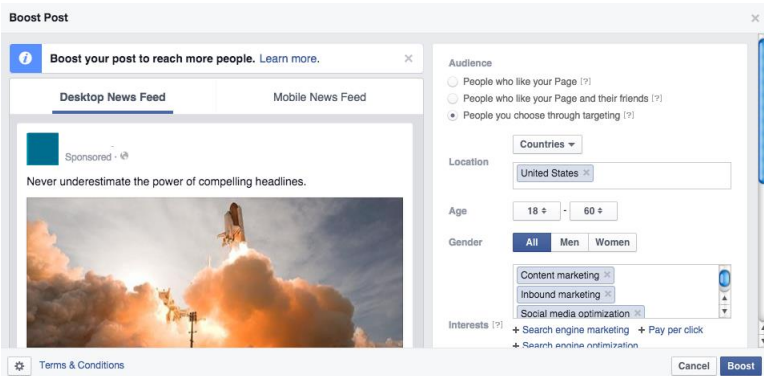 Boost Post
Boost your post to reach more people. Learn more.
Desktop News Feed
Mobile News Feed
Sponsored ·
Never underestimate the power of compelling headlines.
Audience
People who like your Page [?]
People who like your Page and their friends [?]
People you choose through targeting [?]
Location
Countries
United States
Age
18 - 60
Gender
All Men Women
Interests [?]
Content marketing
Inbound marketing
Social media optimization
+ Search engine marketing + Pay per click
+ Search engine optimization
Terms & Conditions
Cancel Boost